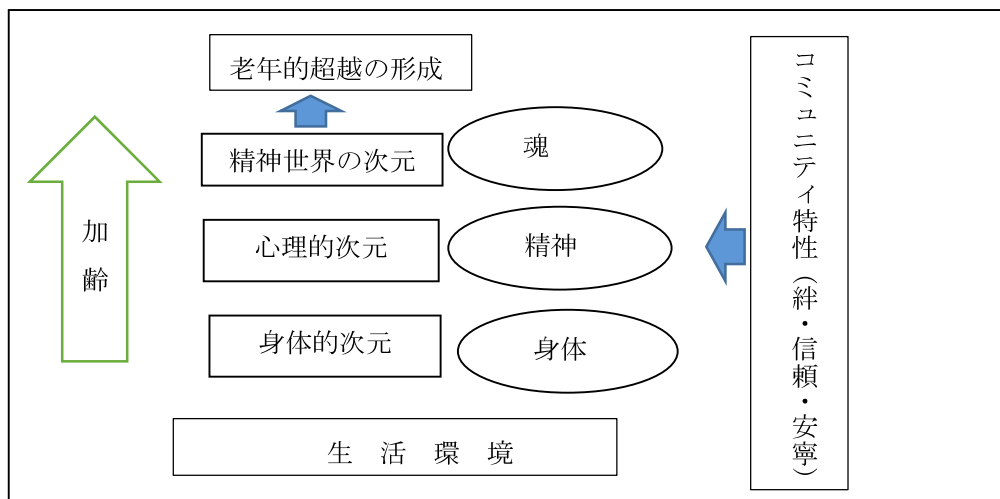 老年的超越の形成
精神世界の次元
魂
心理的次元
精神
身体的次元
身体
生活環境
加齢
コミュニティ特性（絆・信頼・安寧）